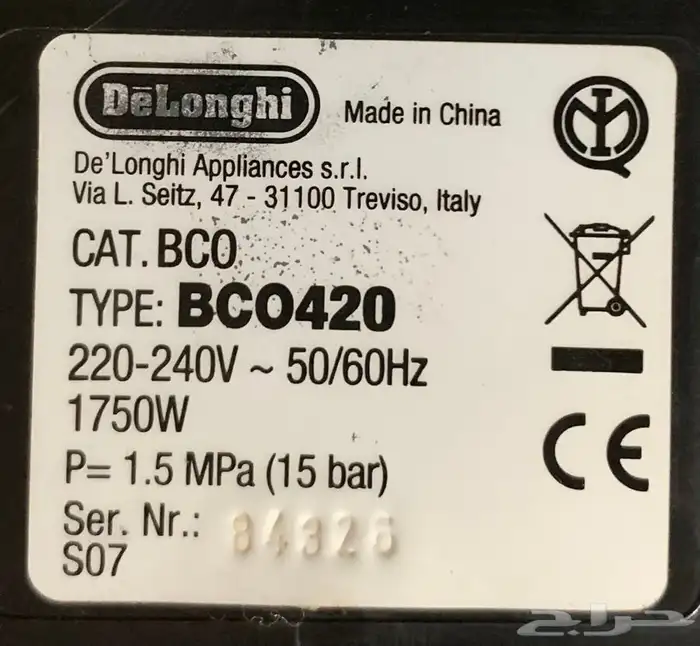 DeLonghi
Made in China
De'Longhi Appliances s.r.l.
Via L. Seitz, 47 - 31100 Treviso, Italy
CAT. BCO
TYPE: BCO420
220-240V ~ 50/60Hz
1750W
P= 1.5 MPa (15 bar)
Ser. Nr.: 84326
S07
CE
حراج